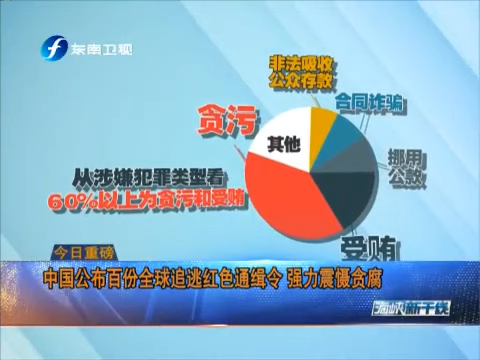 东南卫视
非法吸收
公众存款
合同诈骗
贪污
其他
挪用
公款
从涉嫌犯罪类型看
60%以上为贪污和受贿
受贿
今日重磅
中国公布百份全球追逃红色通缉令 强力震慑贪腐
海峡新干线